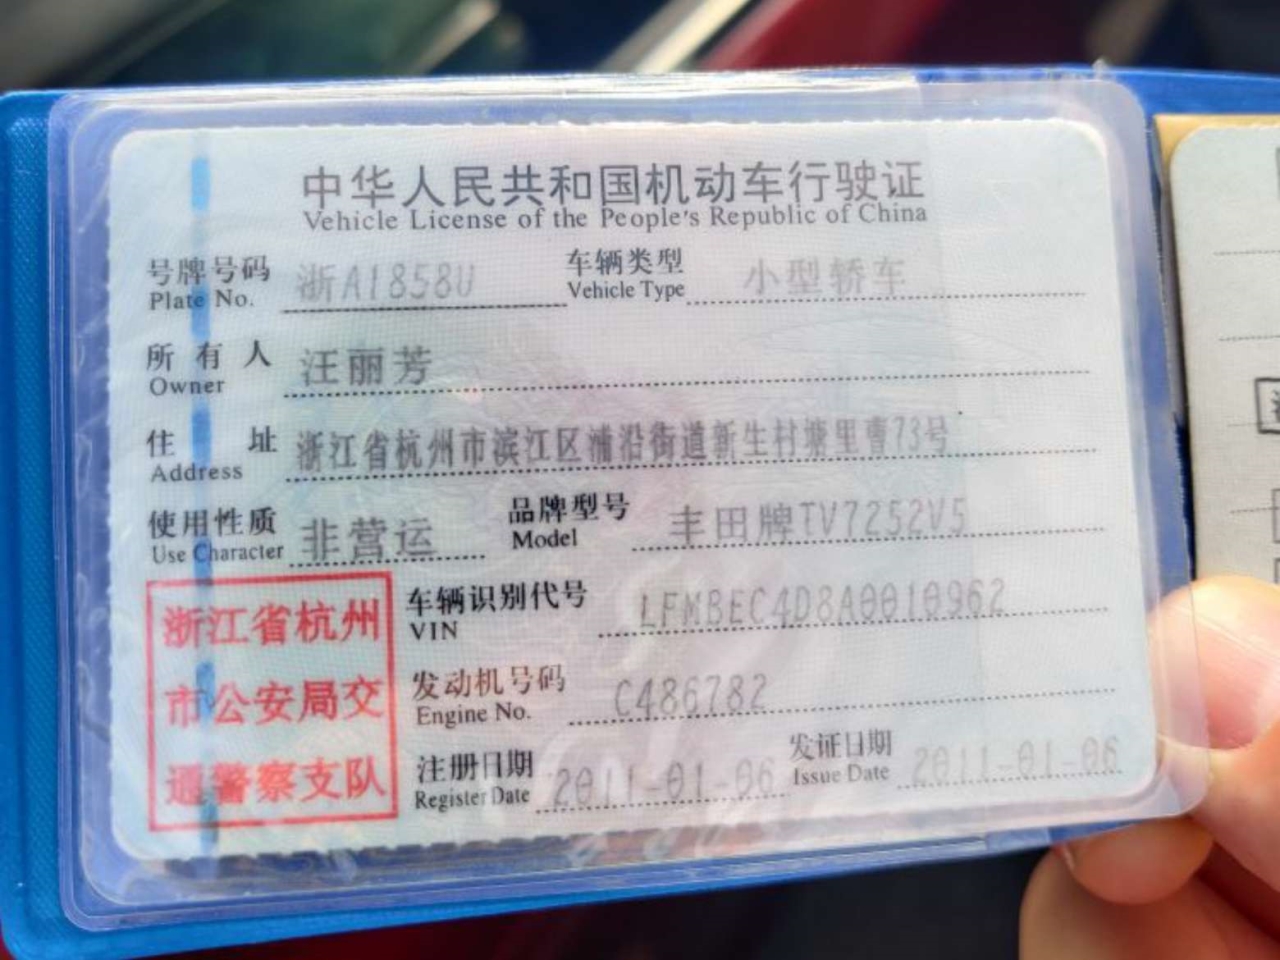 中华人民共和国机动车行驶证
Vehicle License of the People's Republic of China
号牌号码 浙A1858U 车辆类型 小型轿车
Plate No. Vehicle Type
所有人 汪丽芳
Owner
住址 浙江省杭州市滨江区浦沿街道新生村塘里曹73号
Address
使用性质 非营运 品牌型号 丰田牌TV7252V5
Use Character Model
浙江省杭州
市公安局交
通警察支队
车辆识别代号 LFMBEC4D8A0010962
VIN
发动机号码 C486782
Engine No.
注册日期 2011-01-06 发证日期 2011-01-06
Register Date Issue Date